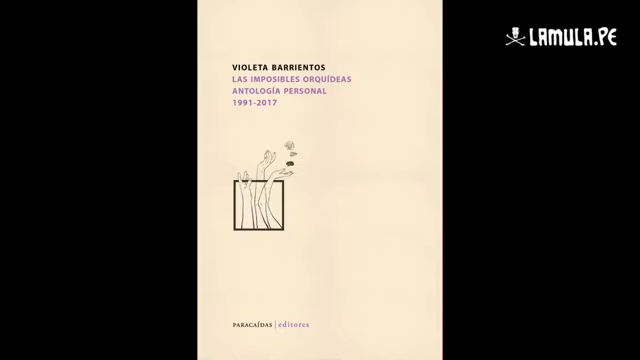 LAMULA.PE
VIOLETA BARRIENTOS
LAS IMPOSIBLES ORQUÍDEAS
ANTOLOGÍA PERSONAL
1991-2017
PARACAÍDAS | editores